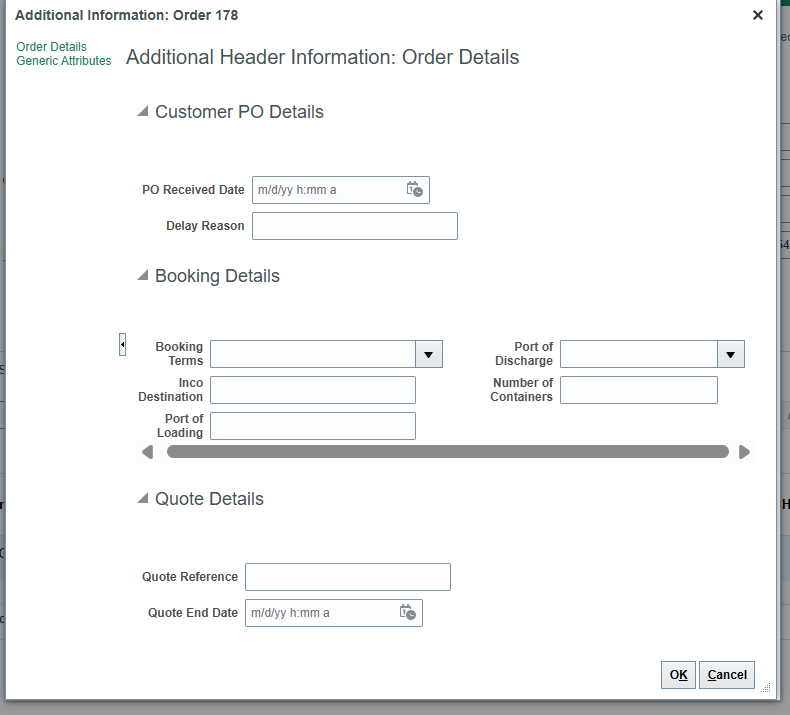 Additional Information: Order 178
Order Details
Generic Attributes
Additional Header Information: Order Details
Customer PO Details
PO Received Date m/d/yy h:mm a
Delay Reason
Booking Details
Booking
Terms
Port of
Discharge
Inco
Destination
Number of
Containers
Port of
Loading
Quote Details
Quote Reference
Quote End Date m/d/yy h:mm a
OK Cancel